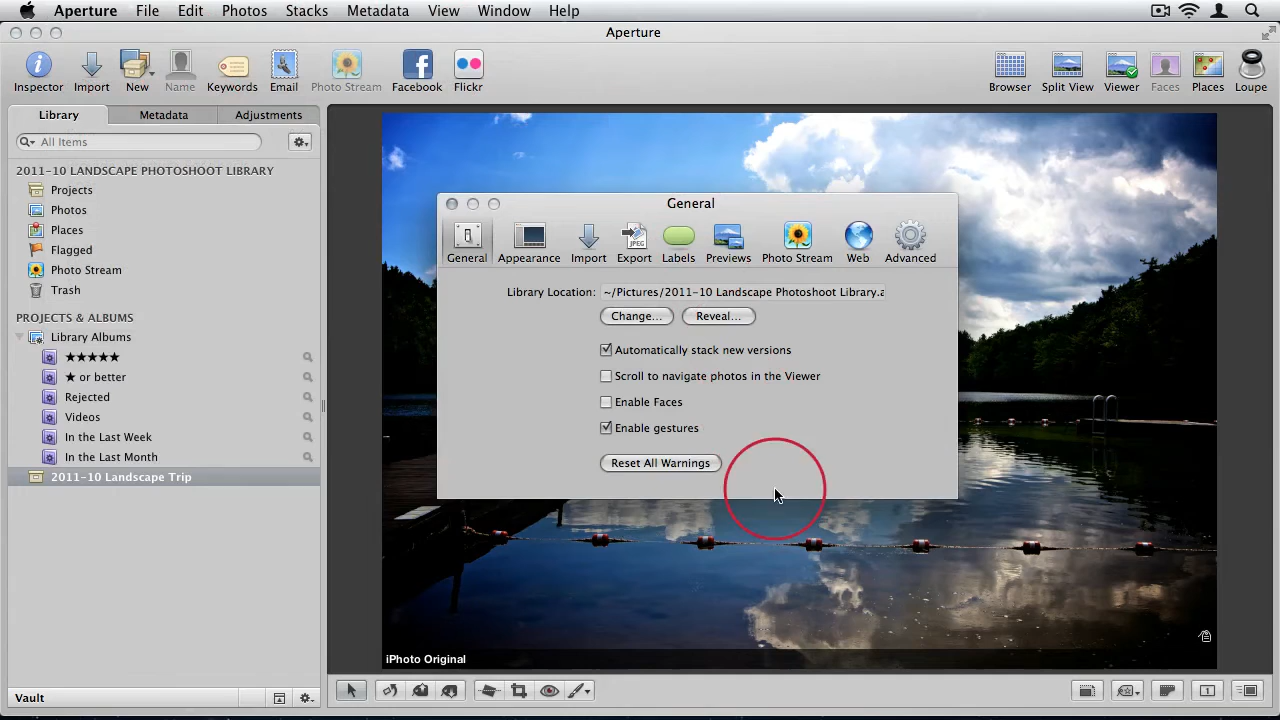 Aperture File Edit Photos Stacks Metadata View Window Help
Aperture
Inspector Import New Name Keywords Email Photo Stream Facebook Flickr Browser Split View Viewer Faces Places Loupe
Library Metadata Adjustments
All Items
2011-10 LANDSCAPE PHOTOSHOOT LIBRARY
Projects
Photos
Places
Flagged
Photo Stream
Trash
PROJECTS & ALBUMS
Library Albums
★★★★★
★ or better
Rejected
Videos
In the Last Week
In the Last Month
2011-10 Landscape Trip
Vault
General
General Appearance Import Export Labels Previews Photo Stream Web Advanced
JPEG
Library Location: ~/Pictures/2011-10 Landscape Photoshoot Library.a
Change... Reveal...
Automatically stack new versions
Scroll to navigate photos in the Viewer
Enable Faces
Enable gestures
Reset All Warnings
iPhoto Original
1